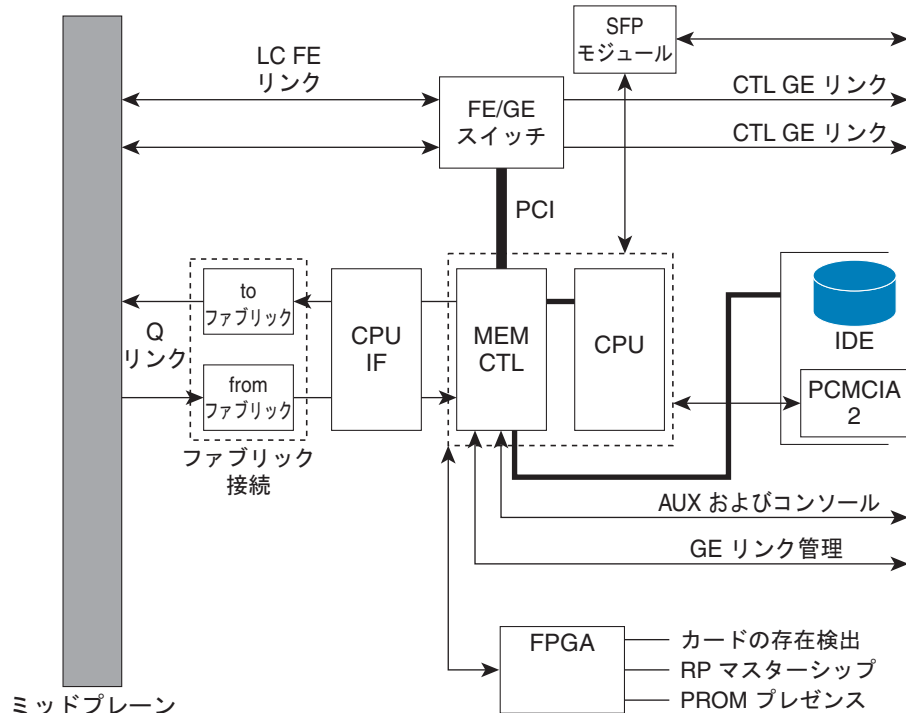 SFP
モジュール
LC FE
リンク
CTL GE リンク
FE/GE
スイッチ
CTL GE リンク
PCI
to
ファブリック
Q
リンク
from
ファブリック
ファブリック
接続
CPU
IF
MEM
CTL
CPU
IDE
PCMCIA
2
AUX およびコンソール
GE リンク管理
FPGA
カードの存在検出
RP マスターシップ
PROM プレゼンス
ミッドプレーン